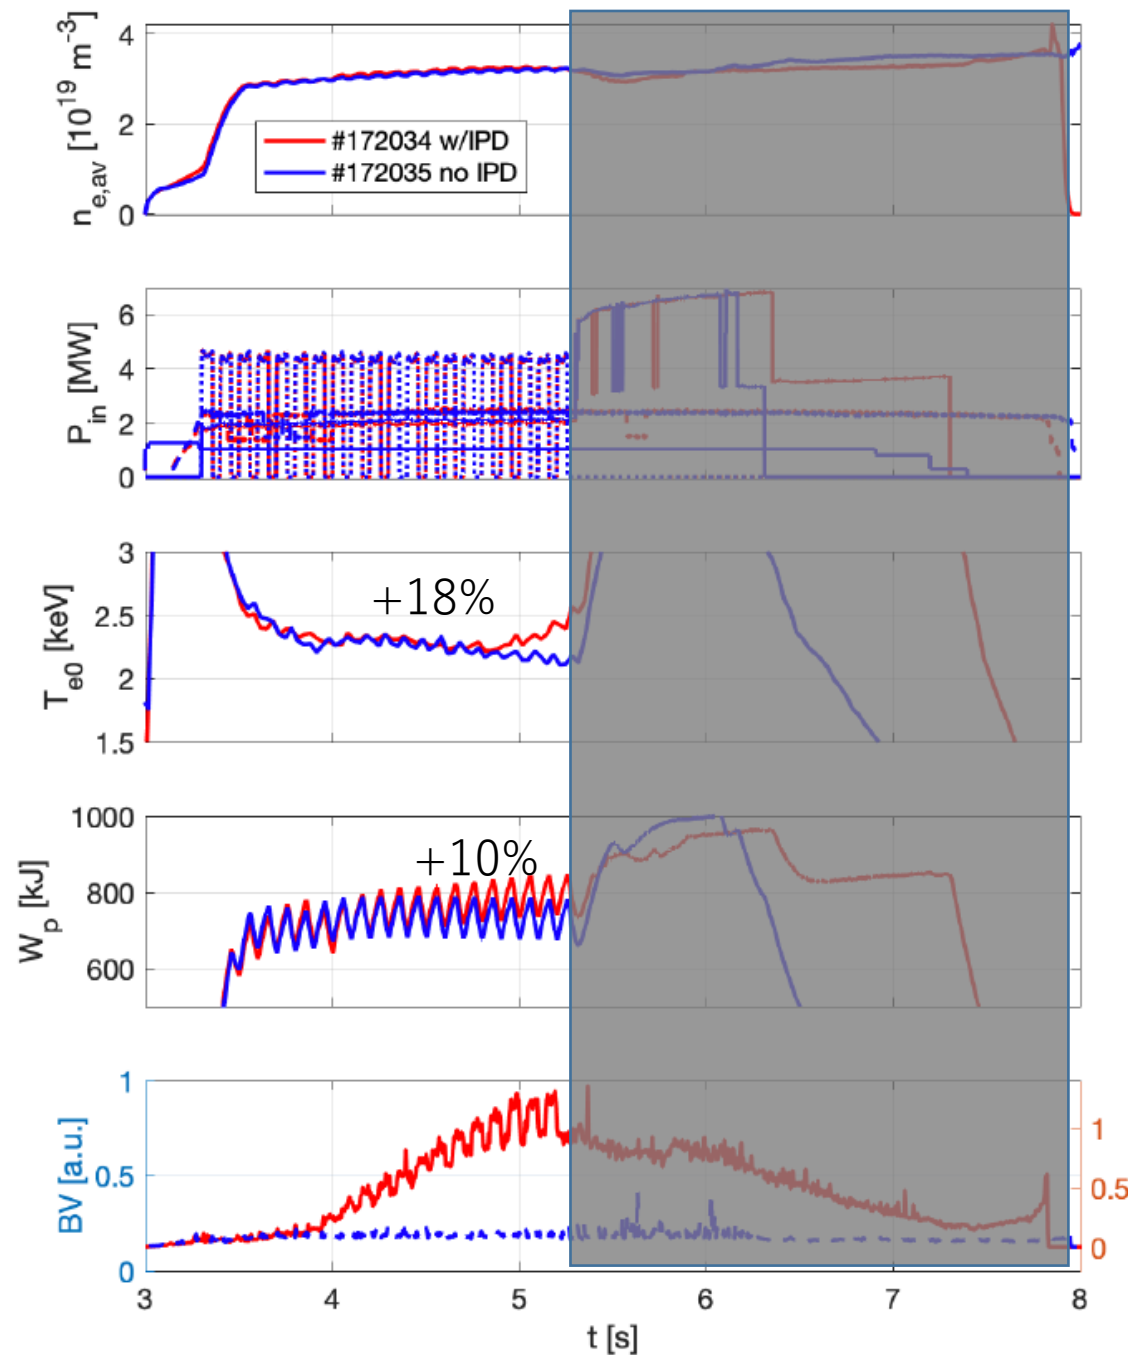 n_e,av [10^19 m^-3]
4
2
0
#172034 w/IPD
#172035 no IPD
P_in [MW]
6
4
2
0
T_e0 [keV]
3
2.5
2
1.5
+18%
W_p [kJ]
1000
800
600
+10%
BV [a.u.]
1
0.5
0
1
0.5
0
3 4 5 6 7 8
t [s]